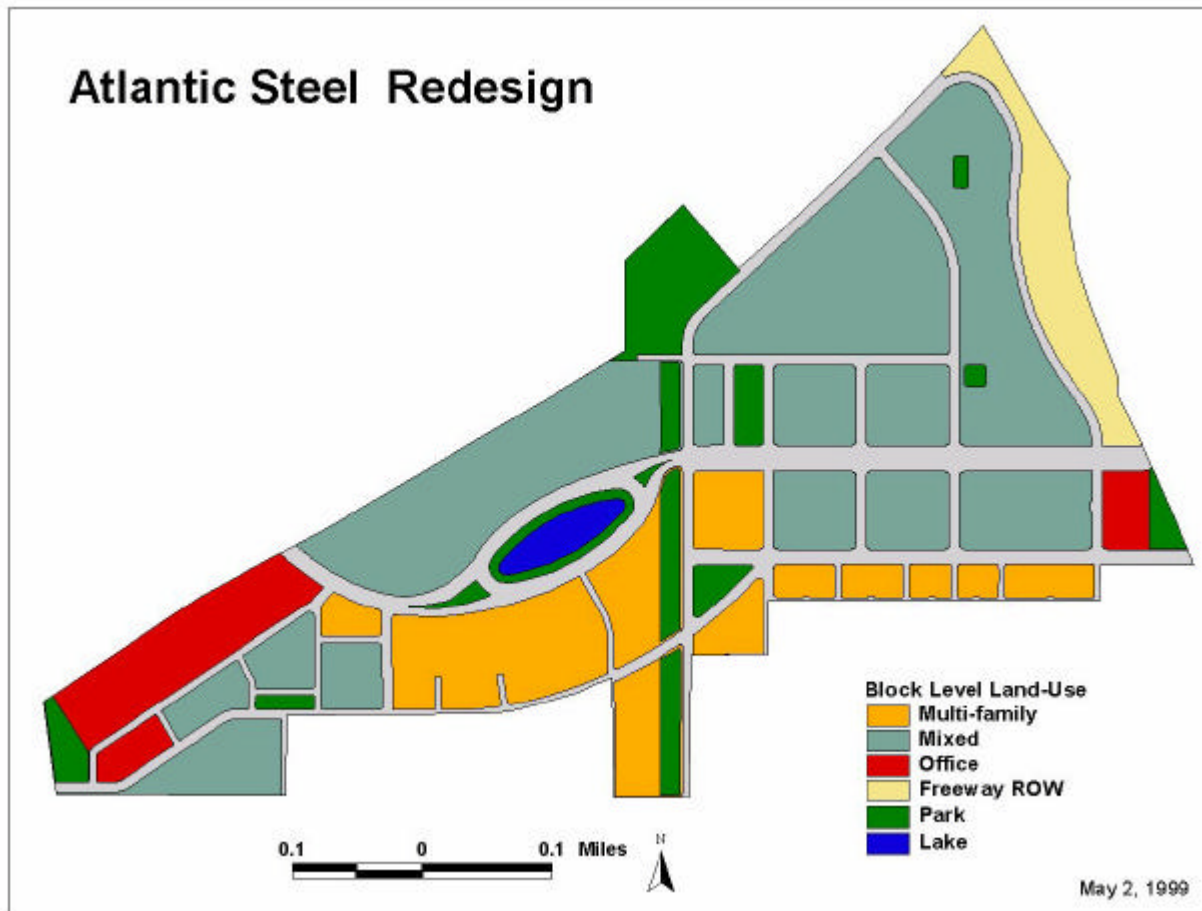 Atlantic Steel Redesign
Block Level Land-Use
Multi-family
Mixed
Office
Freeway ROW
Park
Lake
0.1 0 0.1 Miles
N
May 2, 1999